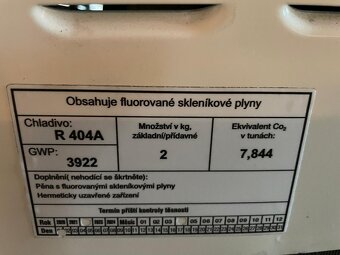 Obsahuje fluorované skleníkové plyny
Chladivo:
R 404A
GWP:
3922
Množství v kg,
základní/přídavné
2
Ekvivalent Co₂
v tunách:
7,844
Doplnění( nehodící se škrtněte):
Pěna s fluorovanými skleníkovými plyny
Hermeticky uzavřené zařízení
Termín příští kontroly těsnosti
Rok
Měsíc 01 02 03 05 06 07 08 09 10 11 12
Den